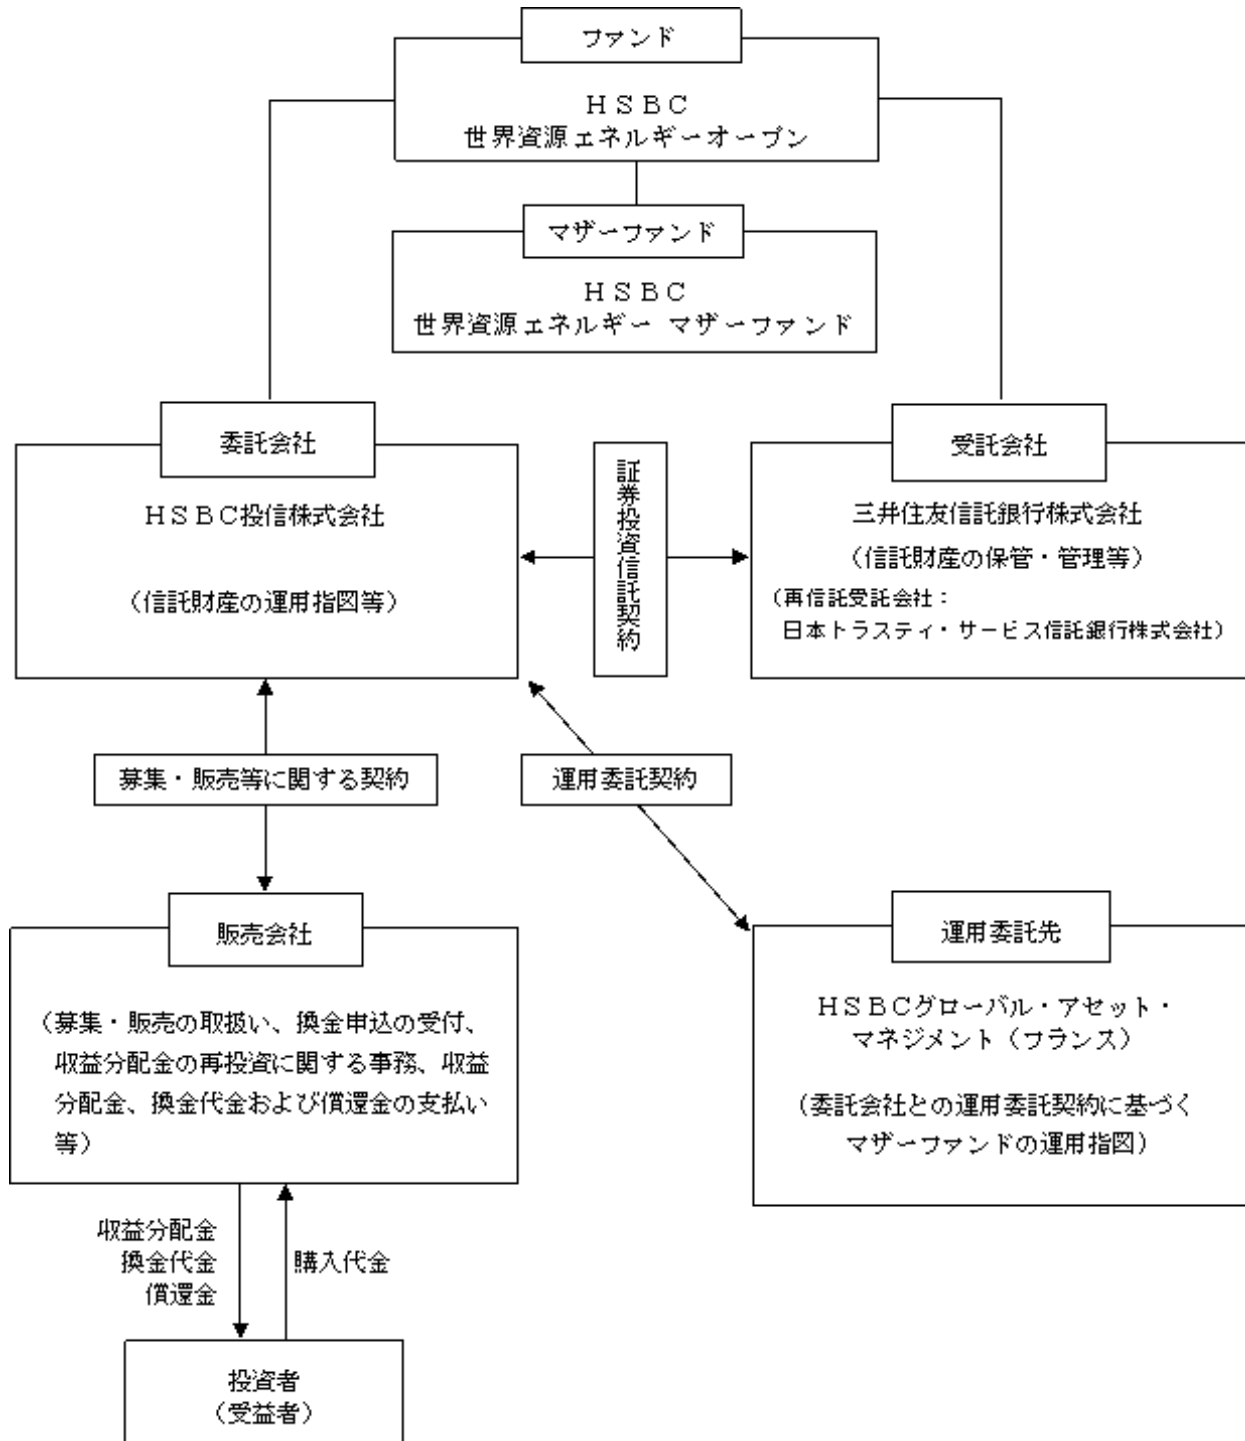 ファンド
ＨＳＢＣ
世界資源エネルギーオープン
マザーファンド
ＨＳＢＣ
世界資源エネルギー マザーファンド
委託会社
ＨＳＢＣ投信株式会社
（信託財産の運用指図等）
証券投資信託契約
受託会社
三井住友信託銀行株式会社
（信託財産の保管・管理等）
（再信託受託会社：
日本トラスティ・サービス信託銀行株式会社）
募集・販売等に関する契約
運用委託契約
販売会社
（募集・販売の取扱い、換金申込の受付、
収益分配金の再投資に関する事務、収益
分配金、換金代金および償還金の支払い
等）
運用委託先
ＨＳＢＣグローバル・アセット・
マネジメント（フランス）
（委託会社との運用委託契約に基づく
マザーファンドの運用指図）
収益分配金
換金代金
償還金
購入代金
投資者
（受益者）